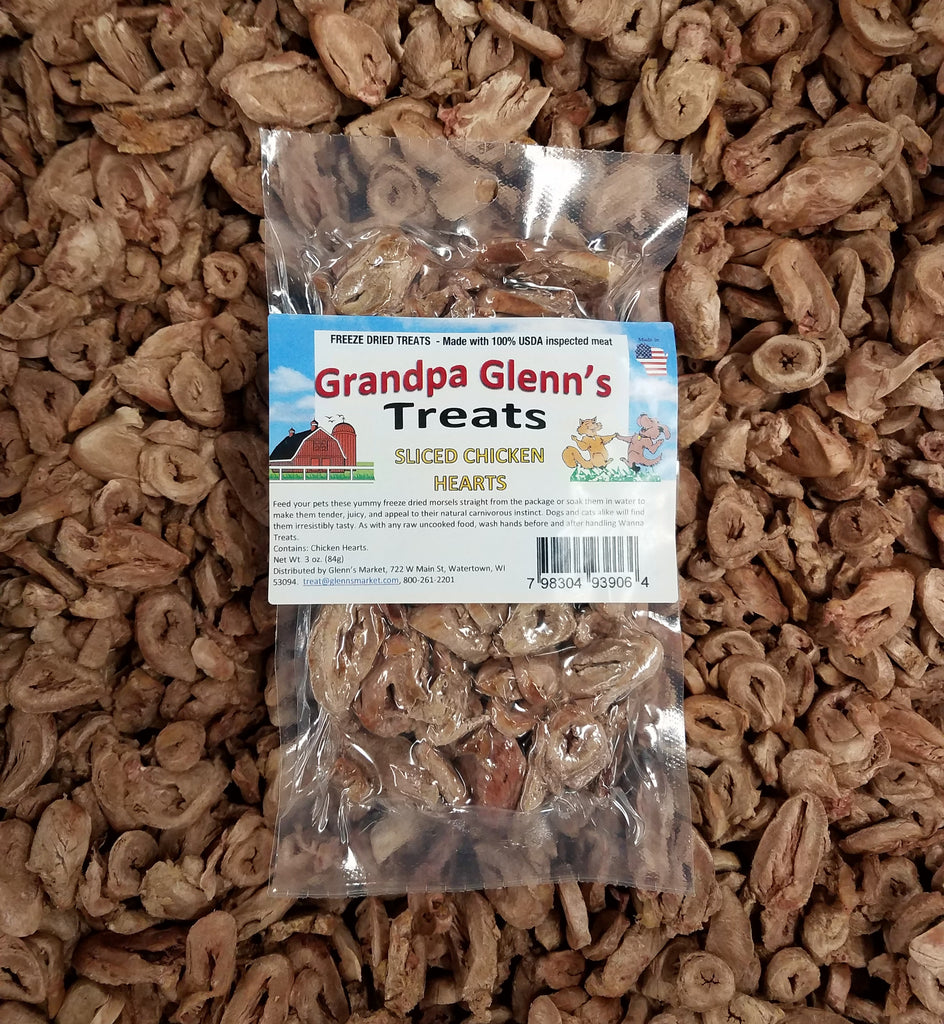 FREEZE DRIED TREATS - Made with 100% USDA inspected meat
Made in
Grandpa Glenn's
Treats
SLICED CHICKEN
HEARTS
Feed your pets these yummy freeze dried morsels straight from the package or soak them in water to
make them tender, juicy, and appeal to their natural carnivorous instinct. Dogs and cats alike will find
them irresistibly tasty. As with any raw uncooked food, wash hands before and after handling Wanna
Treats.
Contains: Chicken Hearts.
Net Wt. 3 oz. (84g)
Distributed by Glenn's Market, 722 W Main St, Watertown, WI
53094. treat@glennsmarket.com, 800-261-2201
7 98304 93906 4